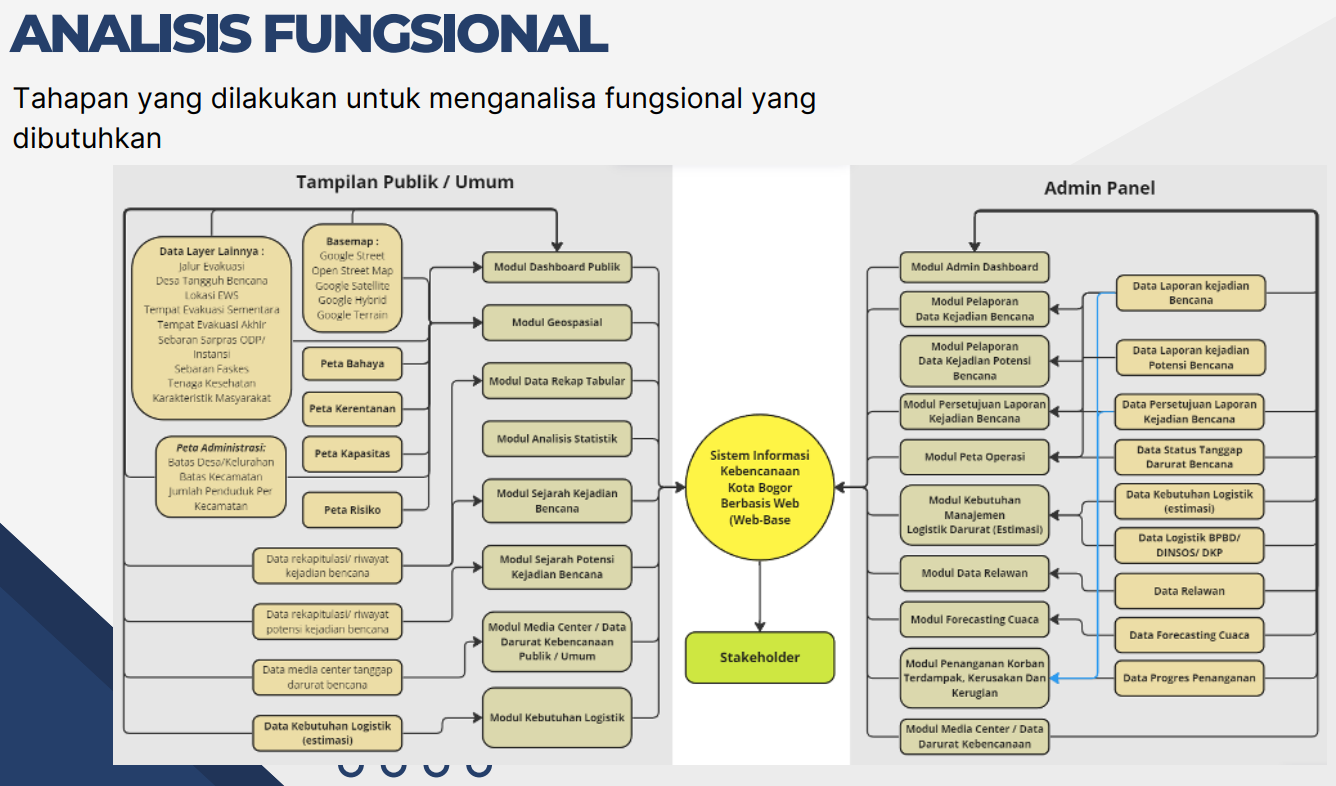 ANALISIS FUNGSIONAL
Tahapan yang dilakukan untuk menganalisa fungsional yang
dibutuhkan
Tampilan Publik / Umum
Data Layer Lainnya :
Jalur Evakuasi
Desa Tangguh Bencana
Lokasi EWS
Tempat Evakuasi Sementara
Tempat Evakuasi Akhir
Sebaran Sarpras ODP/
Instansi
Sebaran Faskes
Tenaga Kesehatan
Karakteristik Masyarakat
Basemap :
Google Street
Open Street Map
Google Satellite
Google Hybrid
Google Terrain
Peta Bahaya
Peta Kerentanan
Peta Kapasitas
Peta Risiko
Peta Administrasi:
Batas Desa/Kelurahan
Batas Kecamatan
Jumlah Penduduk Per
Kecamatan
Data rekapitulasi/ riwayat
kejadian bencana
Data rekapitulasi/ riwayat
potensi kejadian bencana
Data media center tanggap
darurat bencana
Data Kebutuhan Logistik
(estimasi)
Modul Dashboard Publik
Modul Geospasial
Modul Data Rekap Tabular
Modul Analisis Statistik
Modul Sejarah Kejadian
Bencana
Modul Sejarah Potensi
Kejadian Bencana
Modul Media Center / Data
Darurat Kebencanaan
Publik / Umum
Modul Kebutuhan Logistik
Sistem Informasi
Kebencanaan
Kota Bogor
Berbasis Web
(Web-Base
Stakeholder
Admin Panel
Modul Admin Dashboard
Modul Pelaporan
Data Kejadian Bencana
Modul Pelaporan
Data Kejadian Potensi
Bencana
Modul Persetujuan Laporan
Kejadian Bencana
Modul Peta Operasi
Modul Kebutuhan
Manajemen
Logistik Darurat (Estimasi)
Modul Data Relawan
Modul Forecasting Cuaca
Modul Penanganan Korban
Terdampak, Kerusakan Dan
Kerugian
Modul Media Center / Data
Darurat Kebencanaan
Data Laporan kejadian
Bencana
Data Laporan kejadian
Potensi Bencana
Data Persetujuan Laporan
Kejadian Bencana
Data Status Tanggap
Darurat Bencana
Data Kebutuhan Logistik
(estimasi)
Data Logistik BPBD/
DINSOS/ DKP
Data Relawan
Data Forecasting Cuaca
Data Progres Penanganan